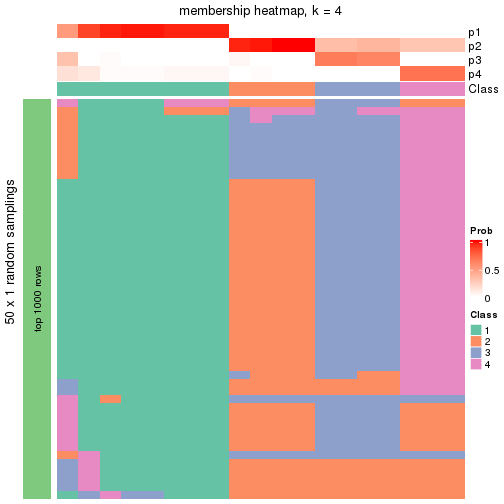 membership heatmap, k = 4
p1
p2
p3
p4
Class
50 x 1 random samplings
top 1000 rows
Prob
1
0.5
0
Class
1
2
3
4